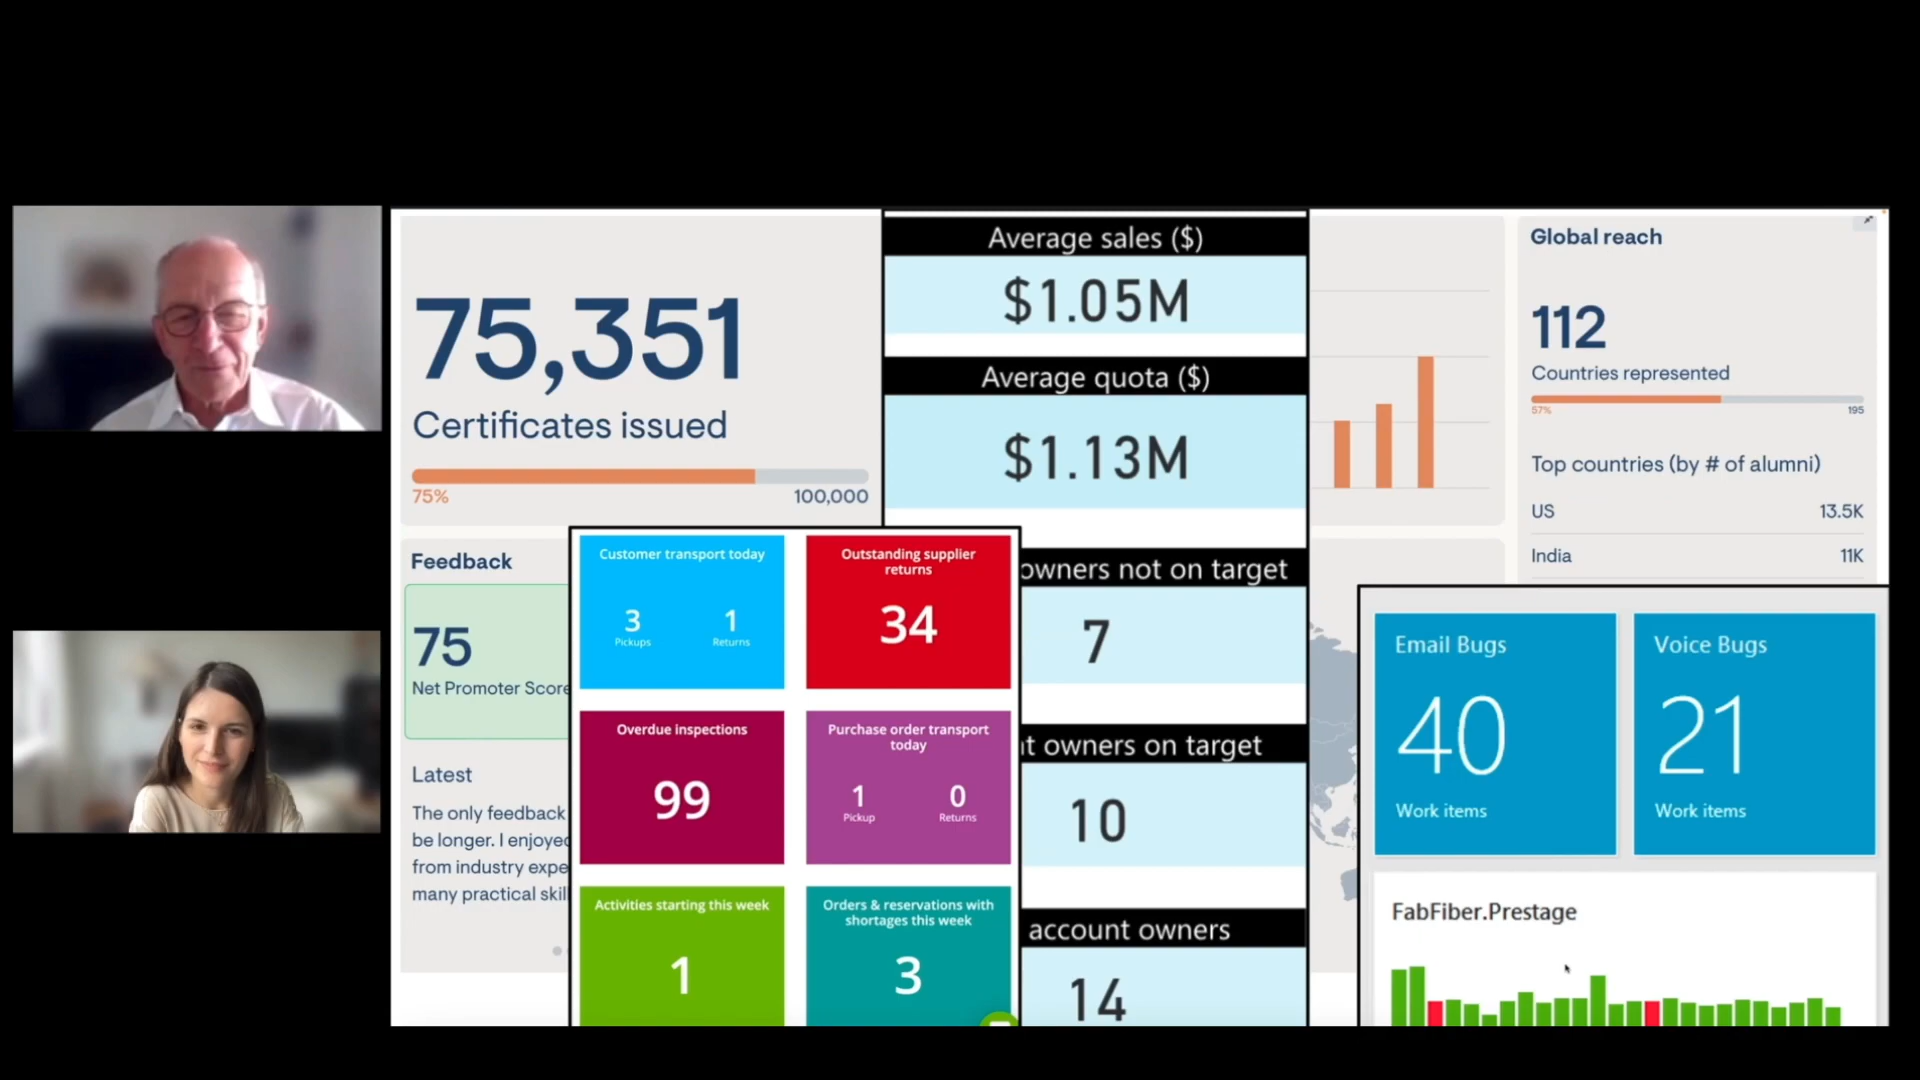 75,351
Certificates issued
75%
100,000
Feedback
75
Net Promoter Score
Latest
The only feedback
be longer. I enjoyed
from industry expe
many practical skil
Average sales ($)
$1.05M
Average quota ($)
$1.13M
owners not on target
7
t owners on target
10
account owners
14
Customer transport today
3
1
Pickups
Returns
Outstanding supplier
returns
34
Overdue inspections
99
Purchase order transport
today
1
0
Pickup
Returns
Activities starting this week
1
Orders & reservations with
shortages this week
3
Global reach
112
Countries represented
57%
195
Top countries (by # of alumni)
US
13.5K
India
11K
Email Bugs
40
Work items
Voice Bugs
21
Work items
FabFiber.Prestage